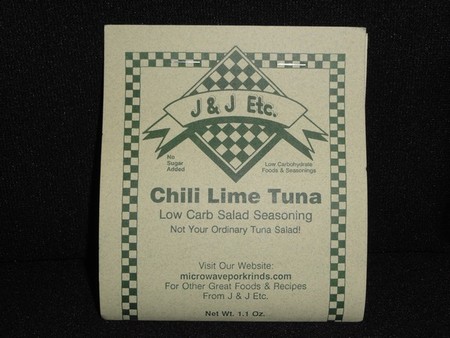 J & J Etc.
No
Sugar
Added
Low Carbohydrate
Foods & Seasonings
Chili Lime Tuna
Low Carb Salad Seasoning
Not Your Ordinary Tuna Salad!
Visit Our Website:
microwaveporkrinds.com
For Other Great Foods & Recipes
From J & J Etc.
Net Wt. 1.1 Oz.